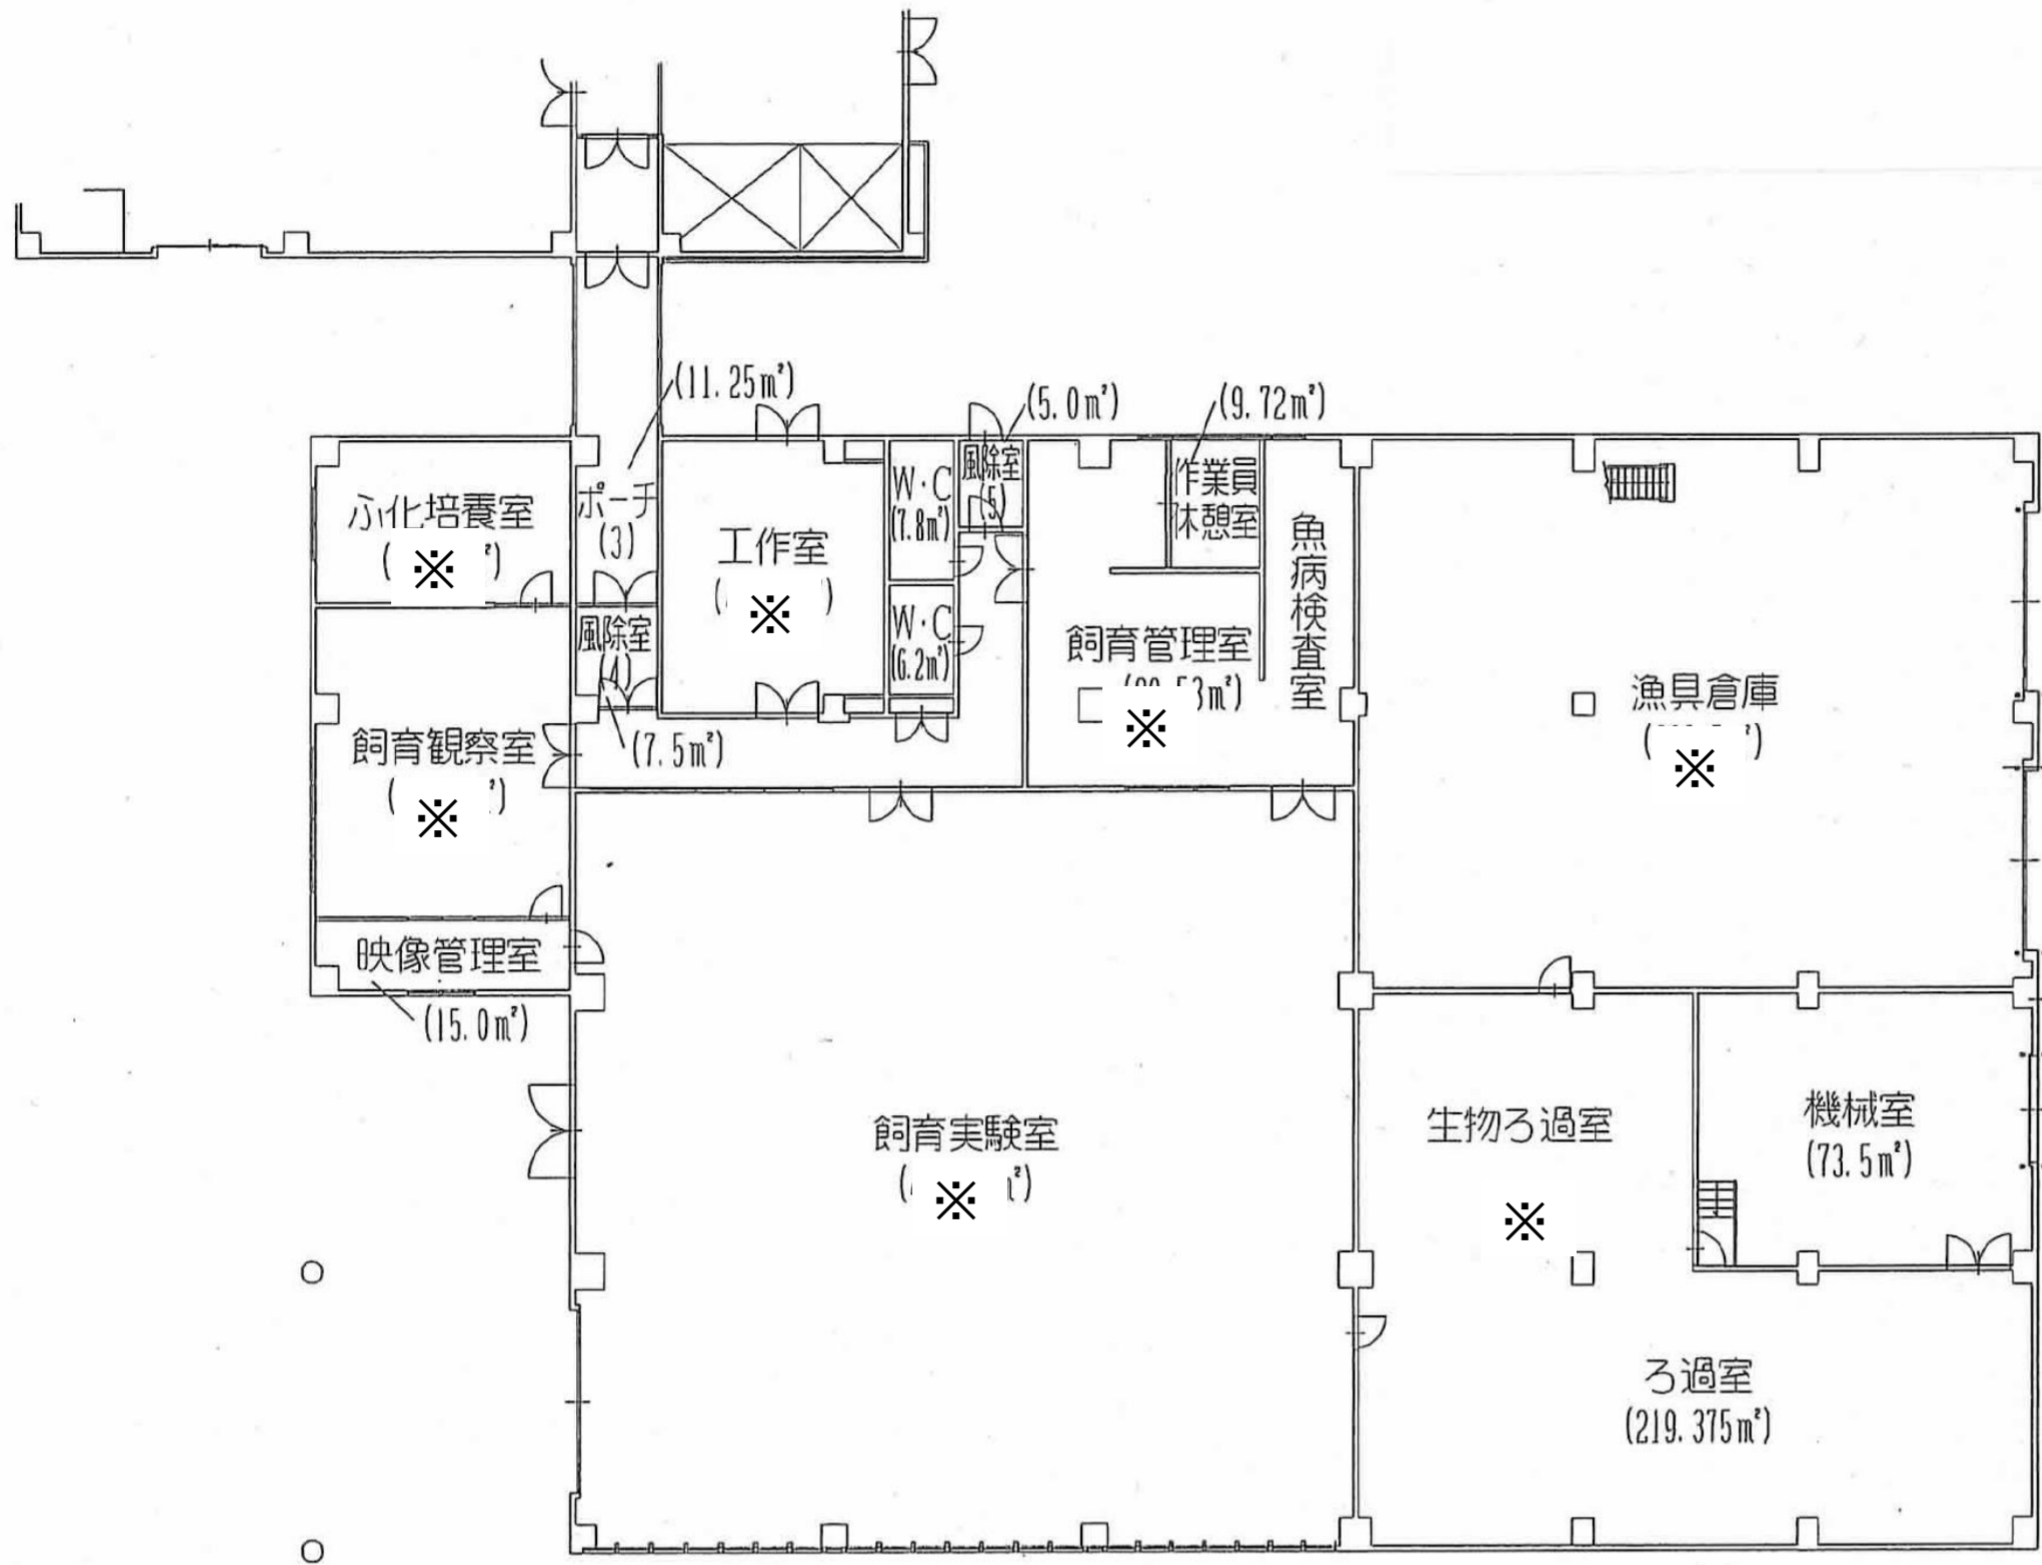 (11.25㎡)
(5.0㎡)
(9.72㎡)
ふ化培養室
※
ポーチ
(3)
工作室
※
W・C
(7.8㎡)
風除室
(5)
作業員
休憩室
魚病検査室
風除室
(4)
W・C
(6.2㎡)
飼育管理室
※
漁具倉庫
※
飼育観察室
※
(7.5㎡)
映像管理室
(15.0㎡)
飼育実験室
※
生物ろ過室
※
機械室
(73.5㎡)
ろ過室
(219.375㎡)